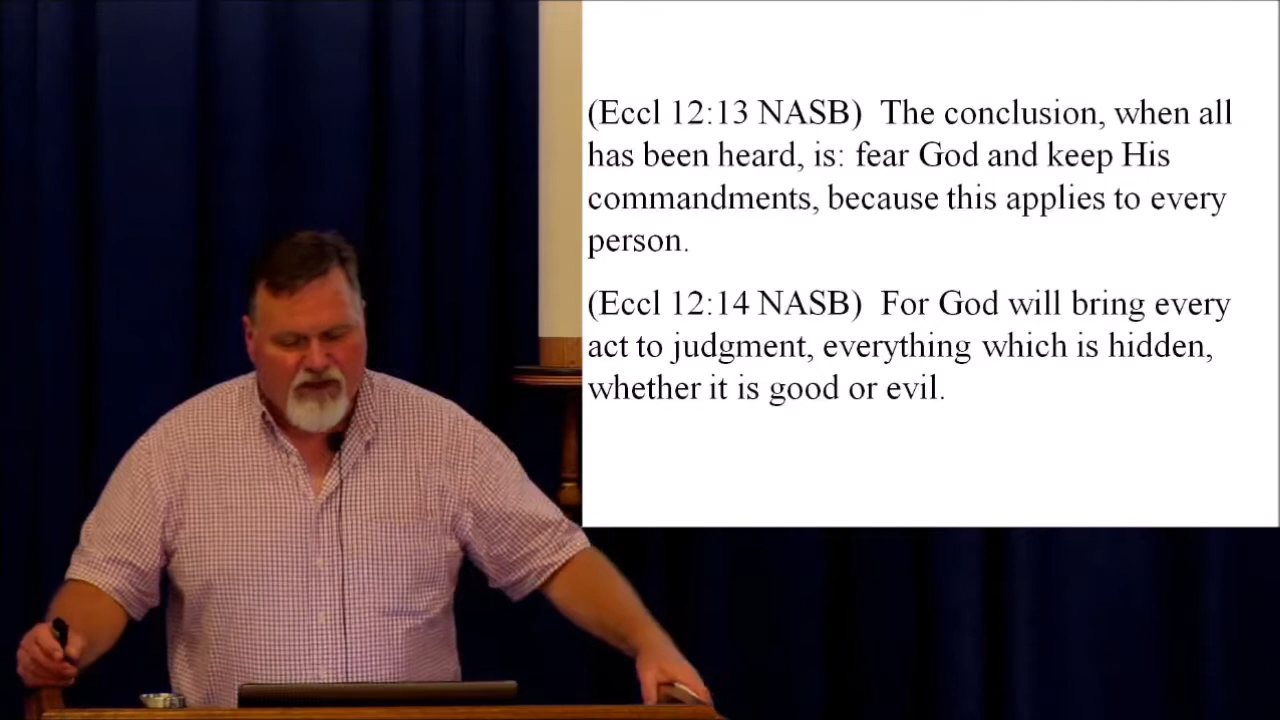 (Eccl 12:13 NASB)  The conclusion, when all
has been heard, is: fear God and keep His
commandments, because this applies to every
person.
(Eccl 12:14 NASB)  For God will bring every
act to judgment, everything which is hidden,
whether it is good or evil.